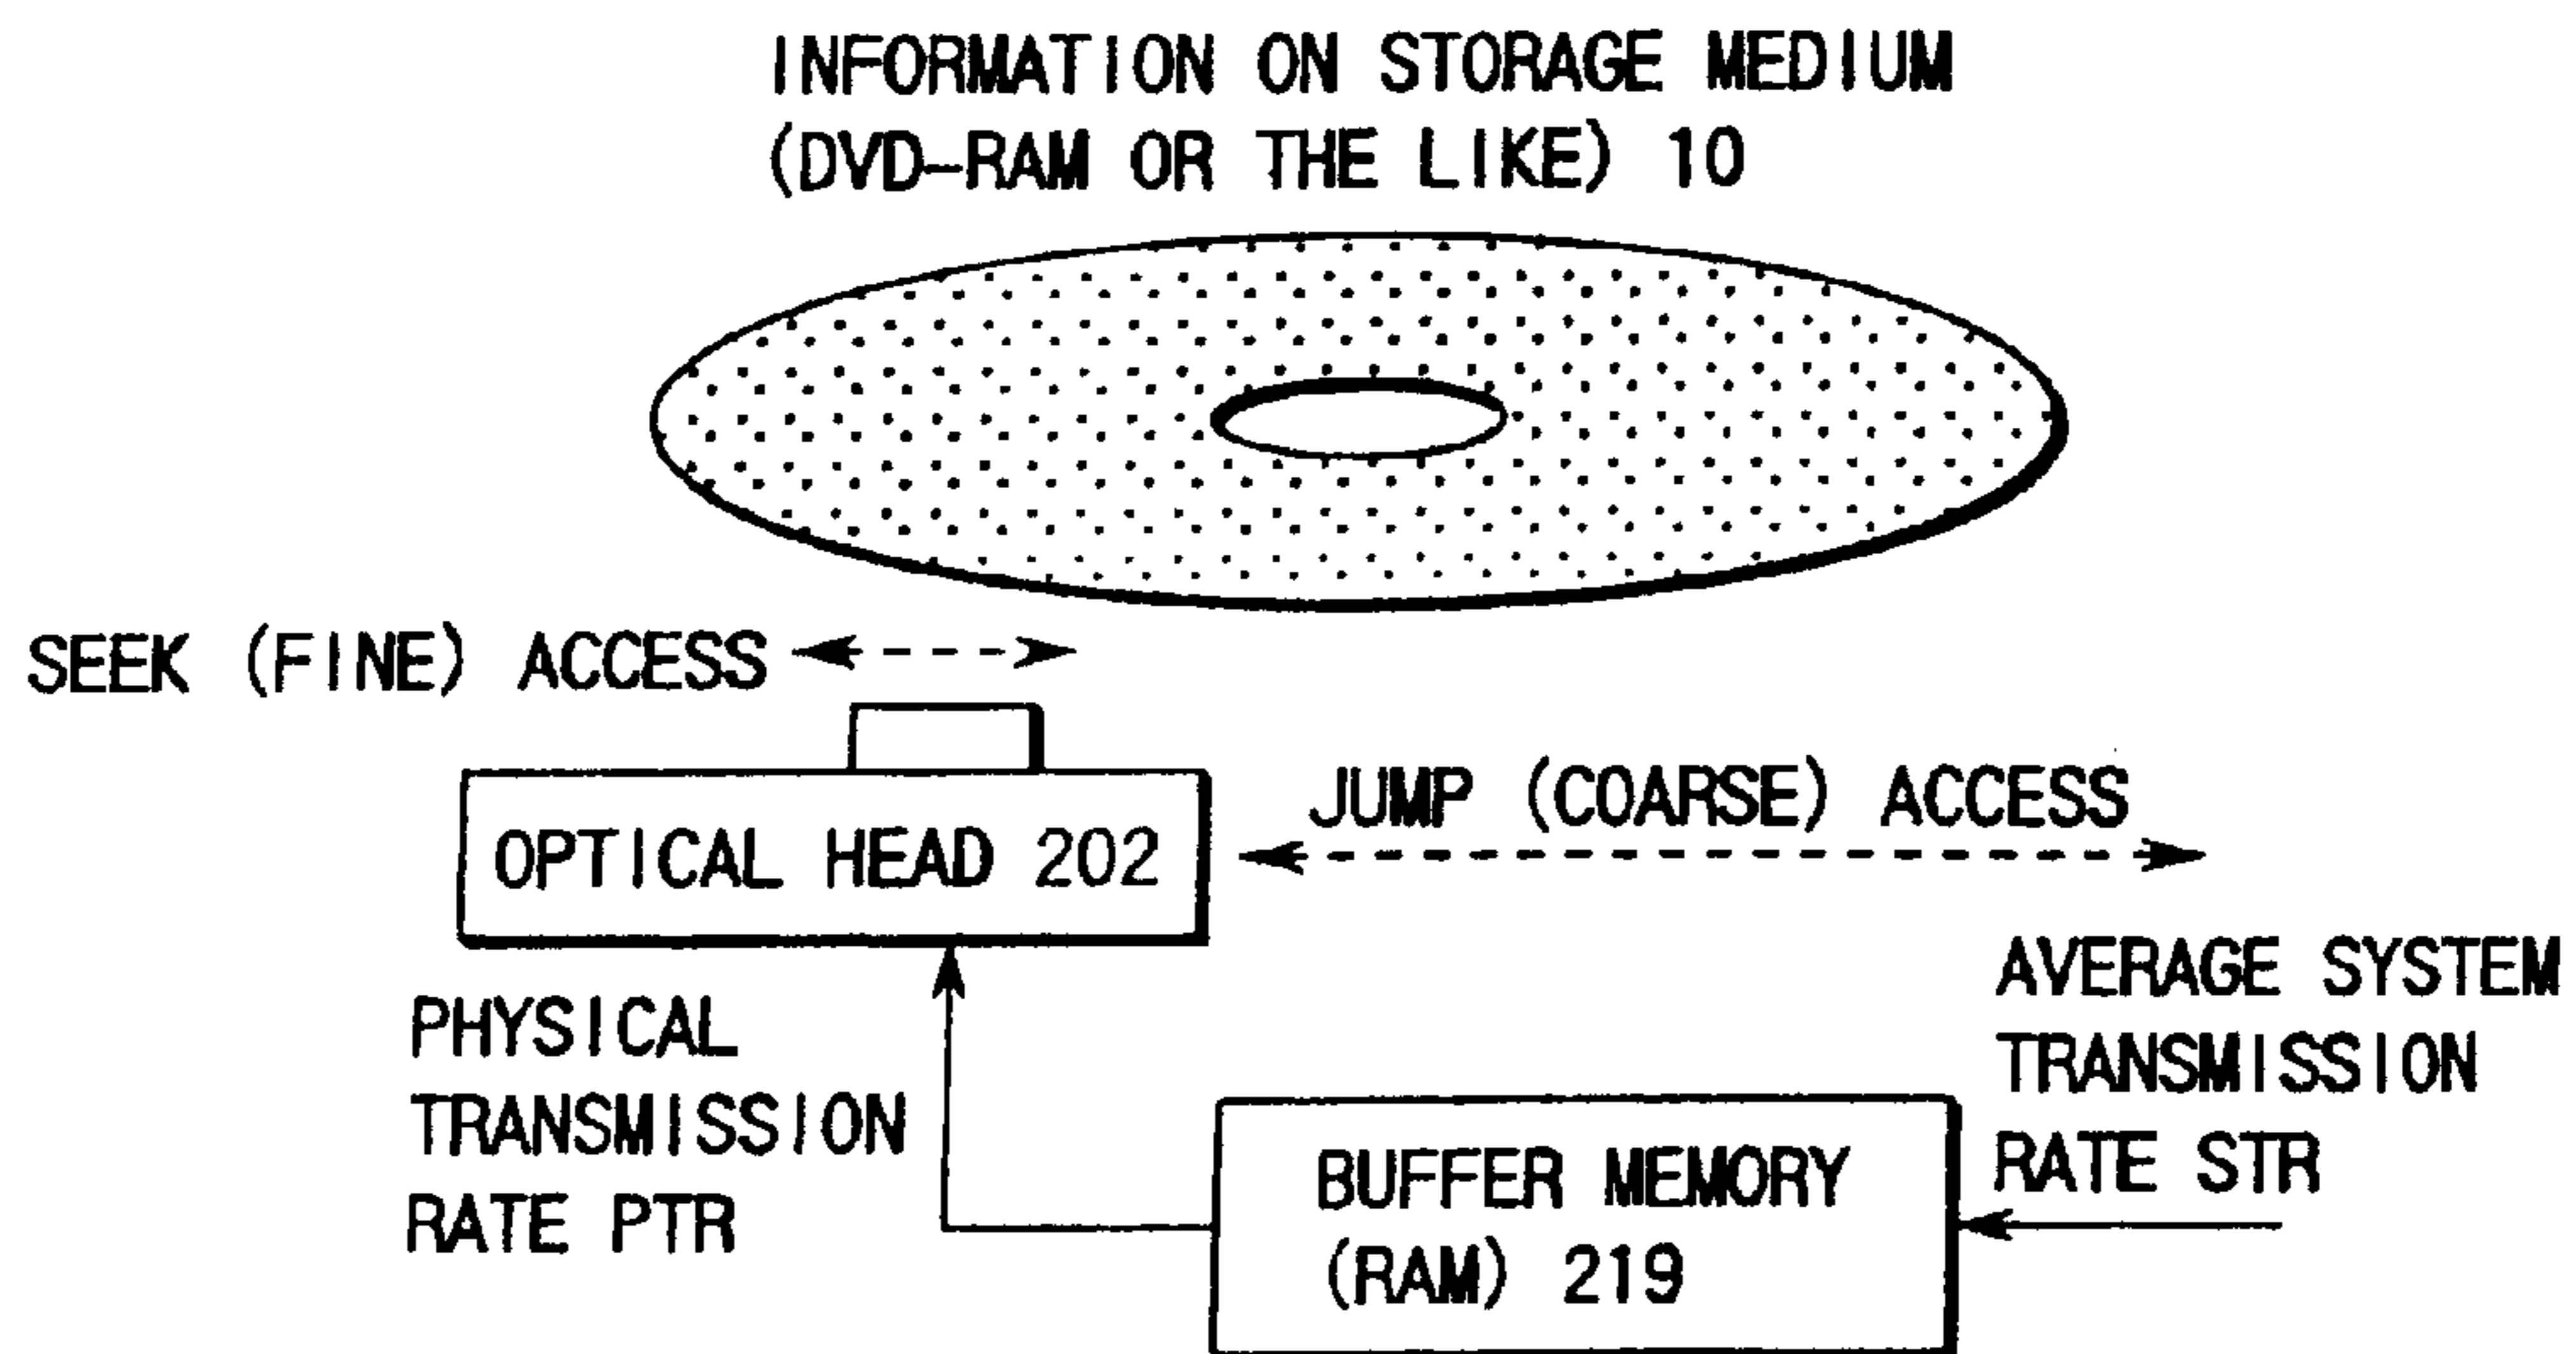 INFORMATION ON STORAGE MEDIUM
(DVD-RAM OR THE LIKE) 10
SEEK (FINE) ACCESS
OPTICAL HEAD 202
JUMP (COARSE) ACCESS
PHYSICAL
TRANSMISSION
RATE PTR
AVERAGE SYSTEM
TRANSMISSION
RATE STR
BUFFER MEMORY
(RAM) 219